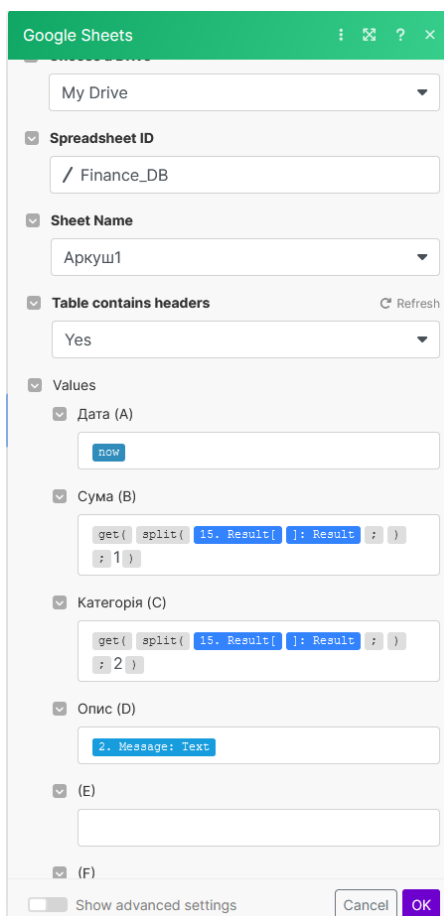 Google Sheets
My Drive
Spreadsheet ID
/ Finance_DB
Sheet Name
Аркуш1
Table contains headers
Refresh
Yes
Values
Дата (A)
now
Сума (B)
get( split( 15. Result[ ]: Result ; )
; 1 )
Категорія (C)
get( split( 15. Result[ ]: Result ; )
; 2 )
Опис (D)
2. Message: Text
(E)
(F)
Show advanced settings
Cancel
OK